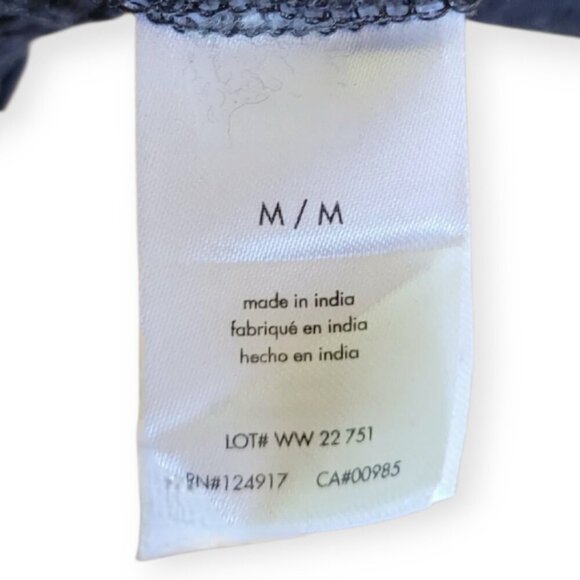 M / M
made in india
fabriqué en india
hecho en india
LOT# WW 22 751
RN#124917 CA#00985